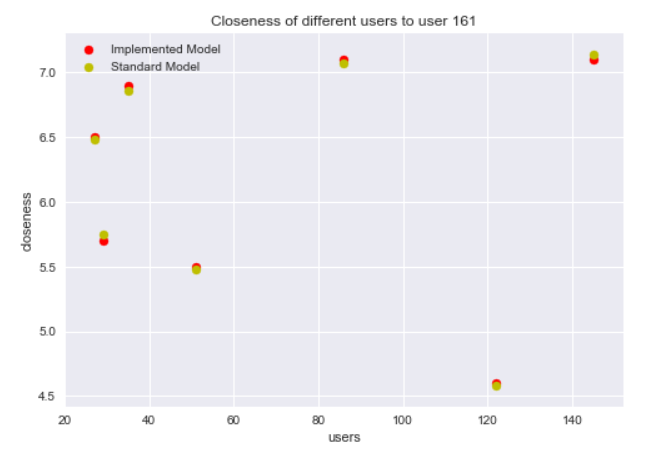 Closeness of different users to user 161
Implemented Model
Standard Model
7.0
6.5
6.0
5.5
5.0
4.5
closeness
20 40 60 80 100 120 140
users